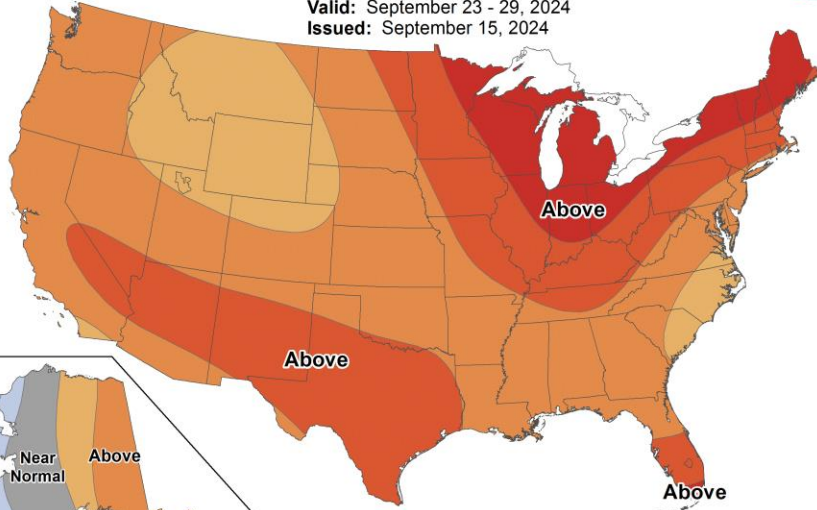 Valid: September 23 - 29, 2024
Issued: September 15, 2024
Above
Above
Near
Normal
Above
Above